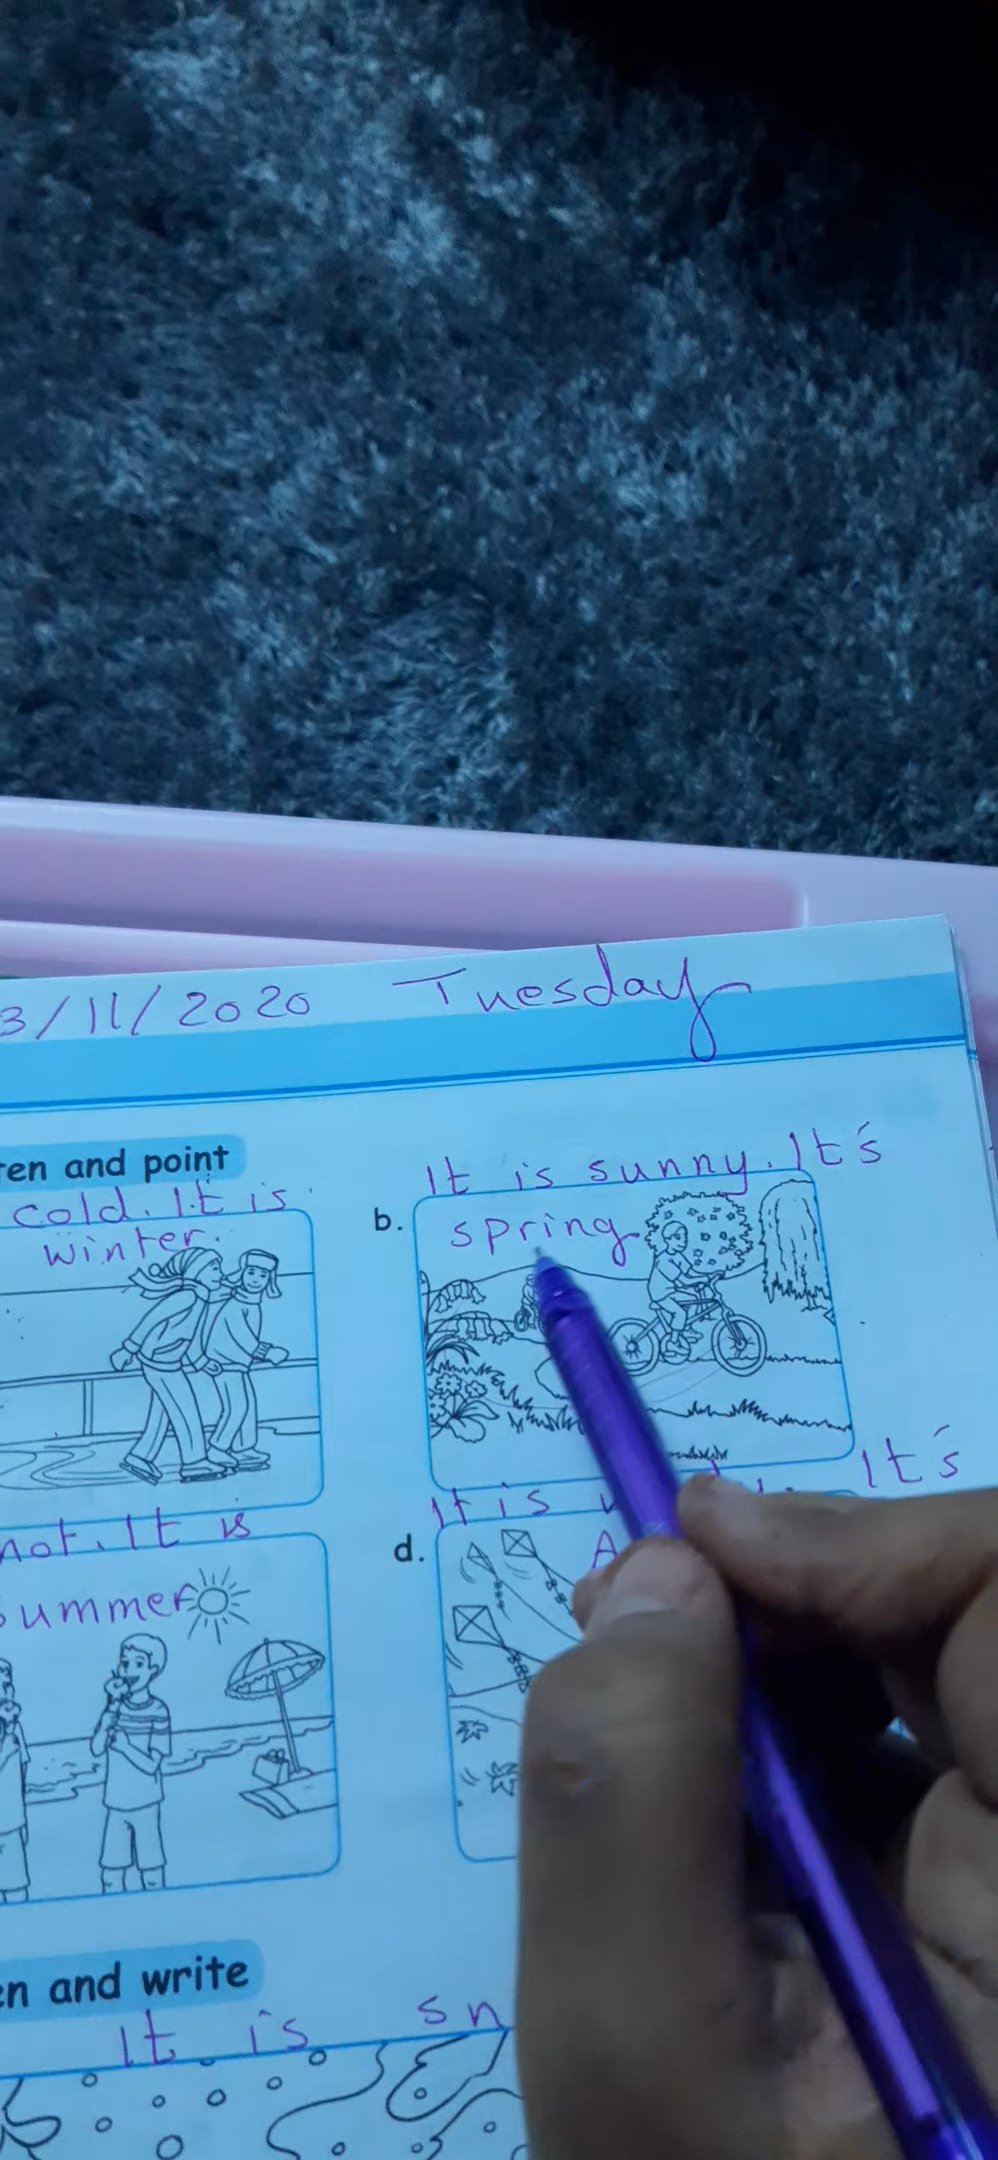 3/11/2020 Tuesday
ten and point
cold. It is
winter.
b.
It is sunny. It's
spring
hot. It is
summer
d.
It is
It's
A
en and write
It is sn